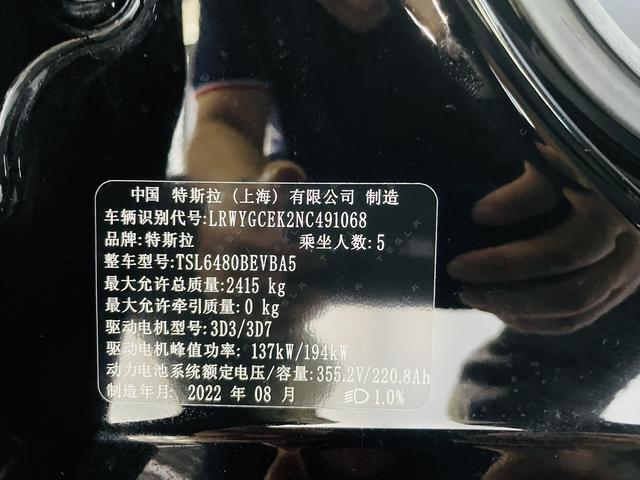 中国 特斯拉(上海)有限公司 制造
车辆识别代号:LRWYGCEK2NC491068
品牌:特斯拉 乘坐人数:5
整车型号:TSL6480BEVBA5
最大允许总质量:2415 kg
最大允许牵引质量:0 kg
驱动电机型号:3D3/3D7
驱动电机峰值功率: 137kW/194kW
动力电池系统额定电压/容量:355.2V/220.8Ah
制造年月: 2022 年 08 月 1.0%